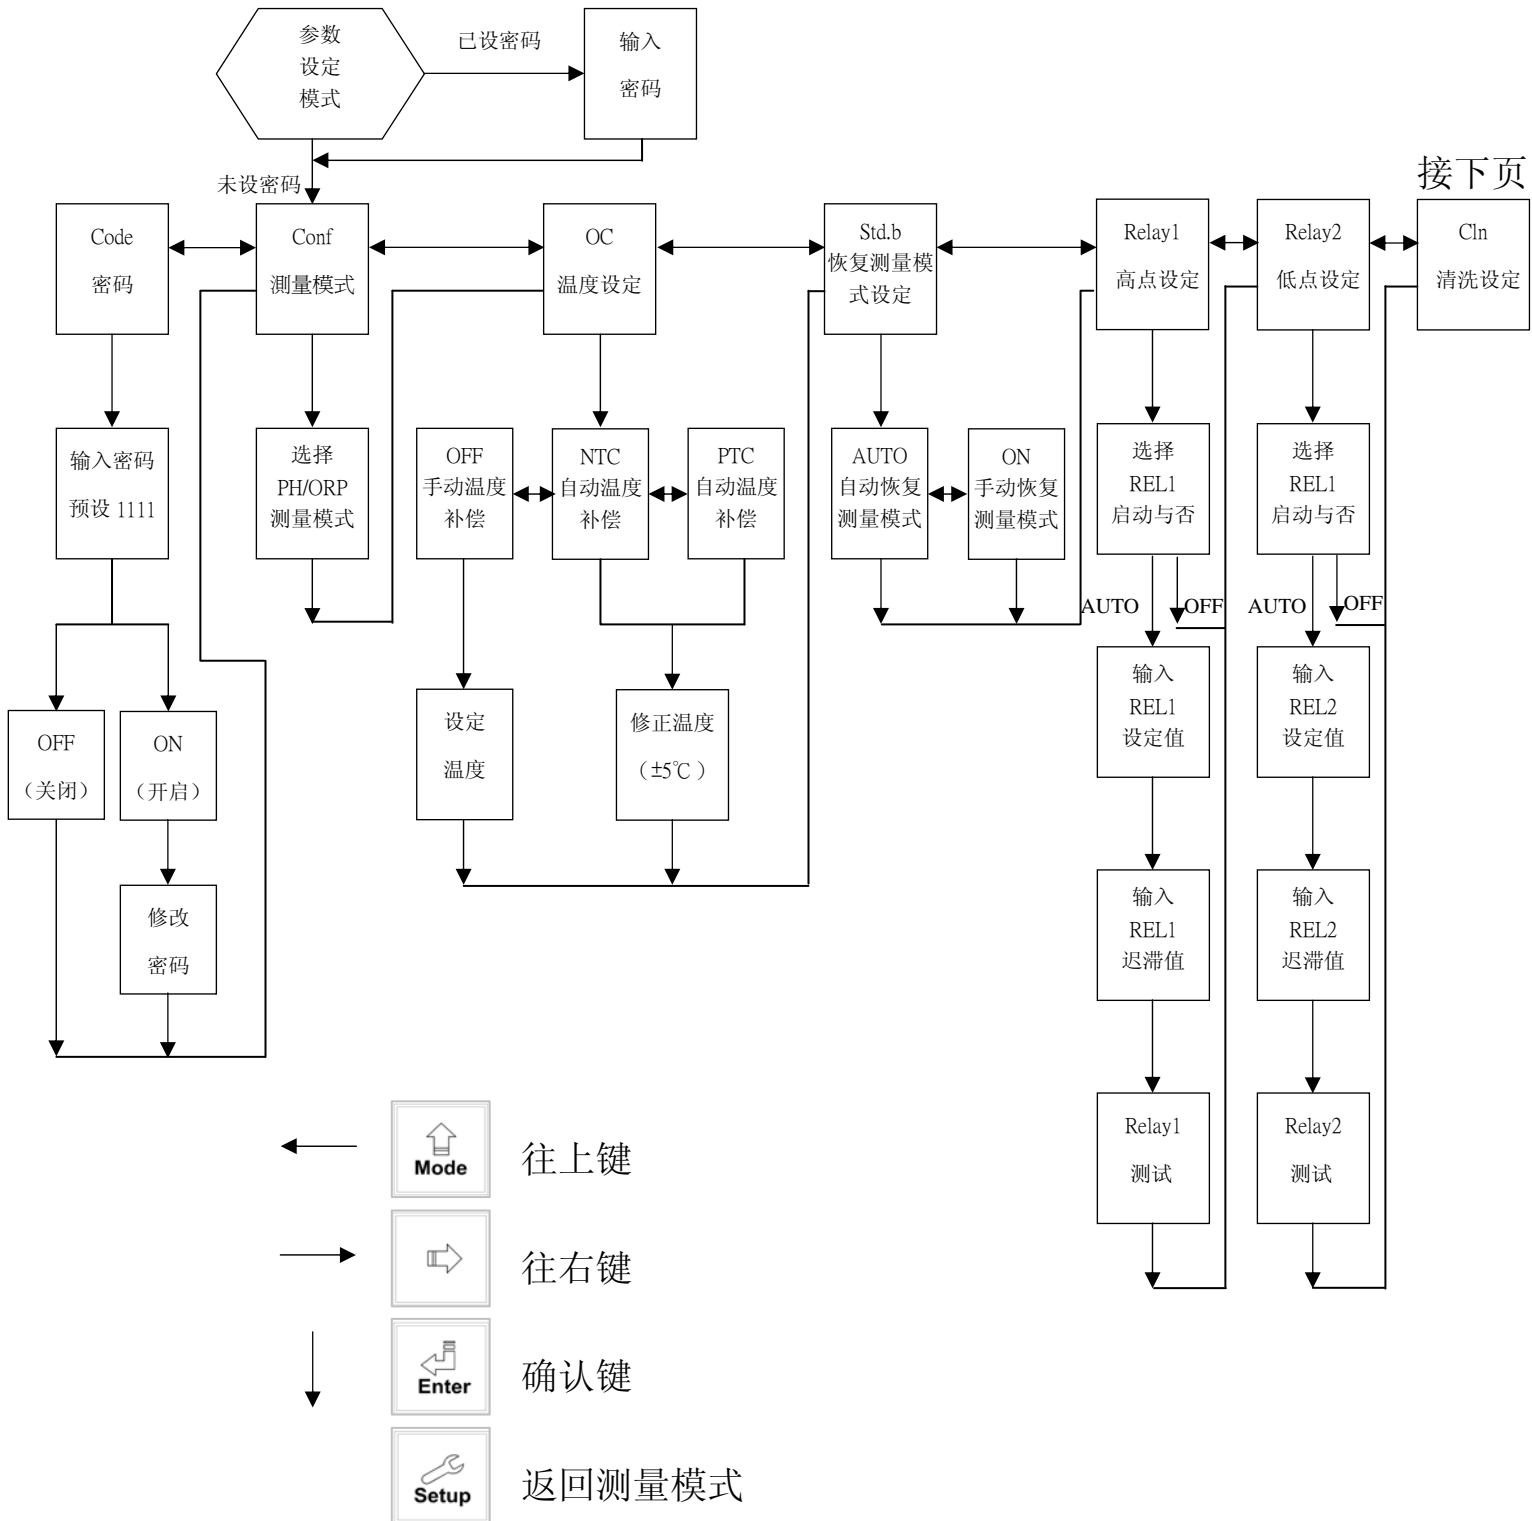 参数
设定
模式
已设密码
输入
密码
未设密码
接下页
Code
密码
Conf
測量模式
OC
温度设定
Std.b
恢复测量模
式设定
Relay1
高点设定
Relay2
低点设定
Cln
清洗设定
输入密码
预设 1111
选择
PH/ORP
测量模式
OFF
手动温度
补偿
NTC
自动温度
补偿
PTC
自动温度
补偿
AUTO
自动恢复
测量模式
ON
手动恢复
测量模式
选择
REL1
启动与否
选择
REL1
启动与否
AUTO
OFF
AUTO
OFF
OFF
（关闭）
ON
（开启）
设定
温度
修正温度
（±5℃）
输入
REL1
设定值
输入
REL2
设定值
修改
密码
输入
REL1
迟滞值
输入
REL2
迟滞值
Relay1
测试
Relay2
测试
Mode
往上键
往右键
Enter
确认键
Setup
返回测量模式